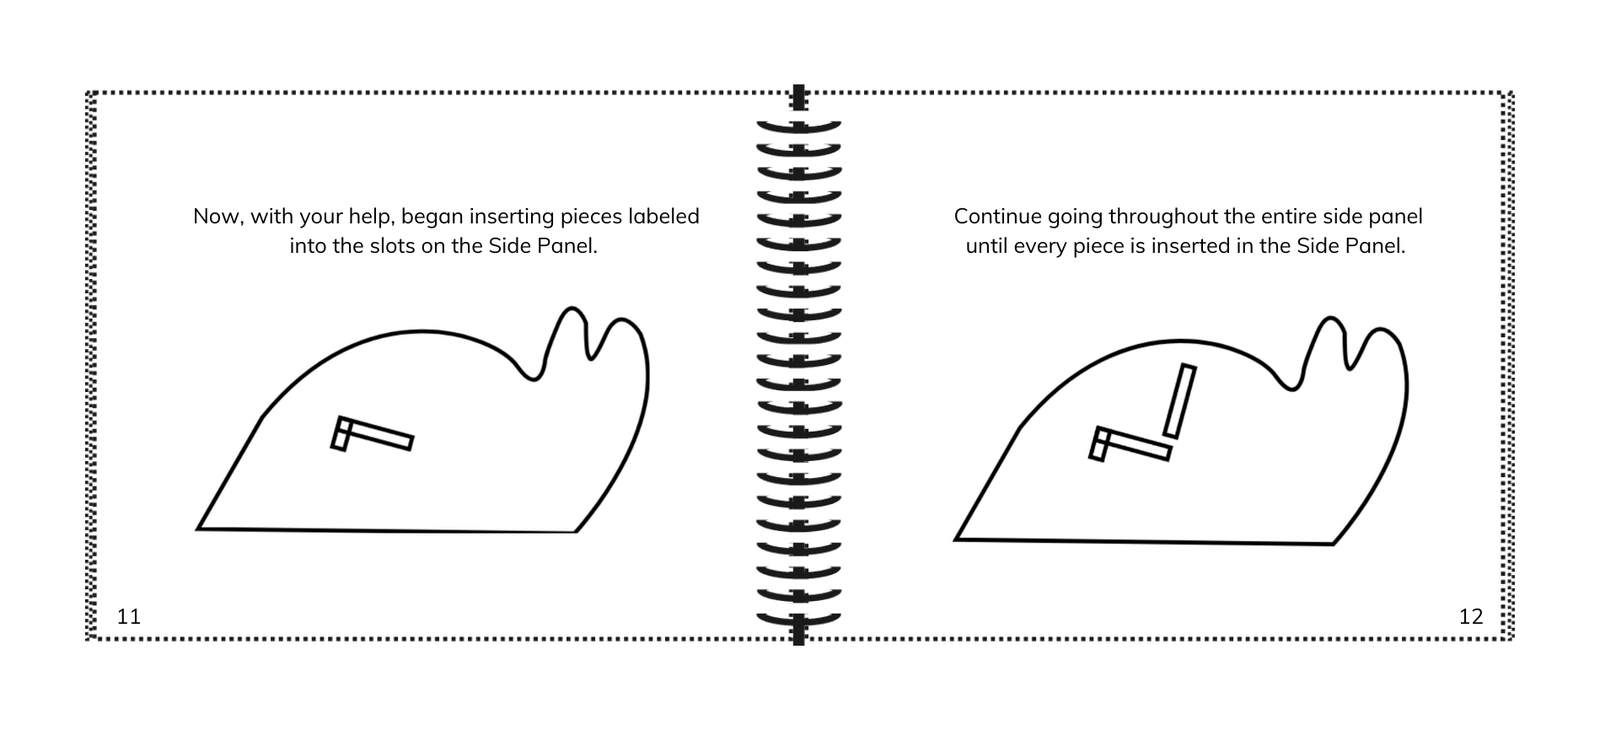 Now, with your help, began inserting pieces labeled
into the slots on the Side Panel.
11
Continue going throughout the entire side panel
until every piece is inserted in the Side Panel.
12